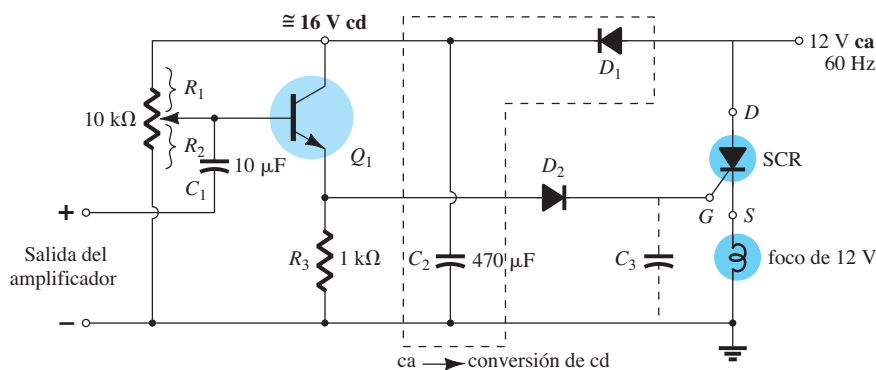 ≅ 16 V cd
12 V ca
60 Hz
D₁
R₁
10 kΩ
R₂
10 μF
C₁
Q₁
D
SCR
D₂
G
S
+
Salida del
amplificador
−
R₃
1 kΩ
C₂
470 μF
C₃
foco de 12 V
ca → conversión de cd